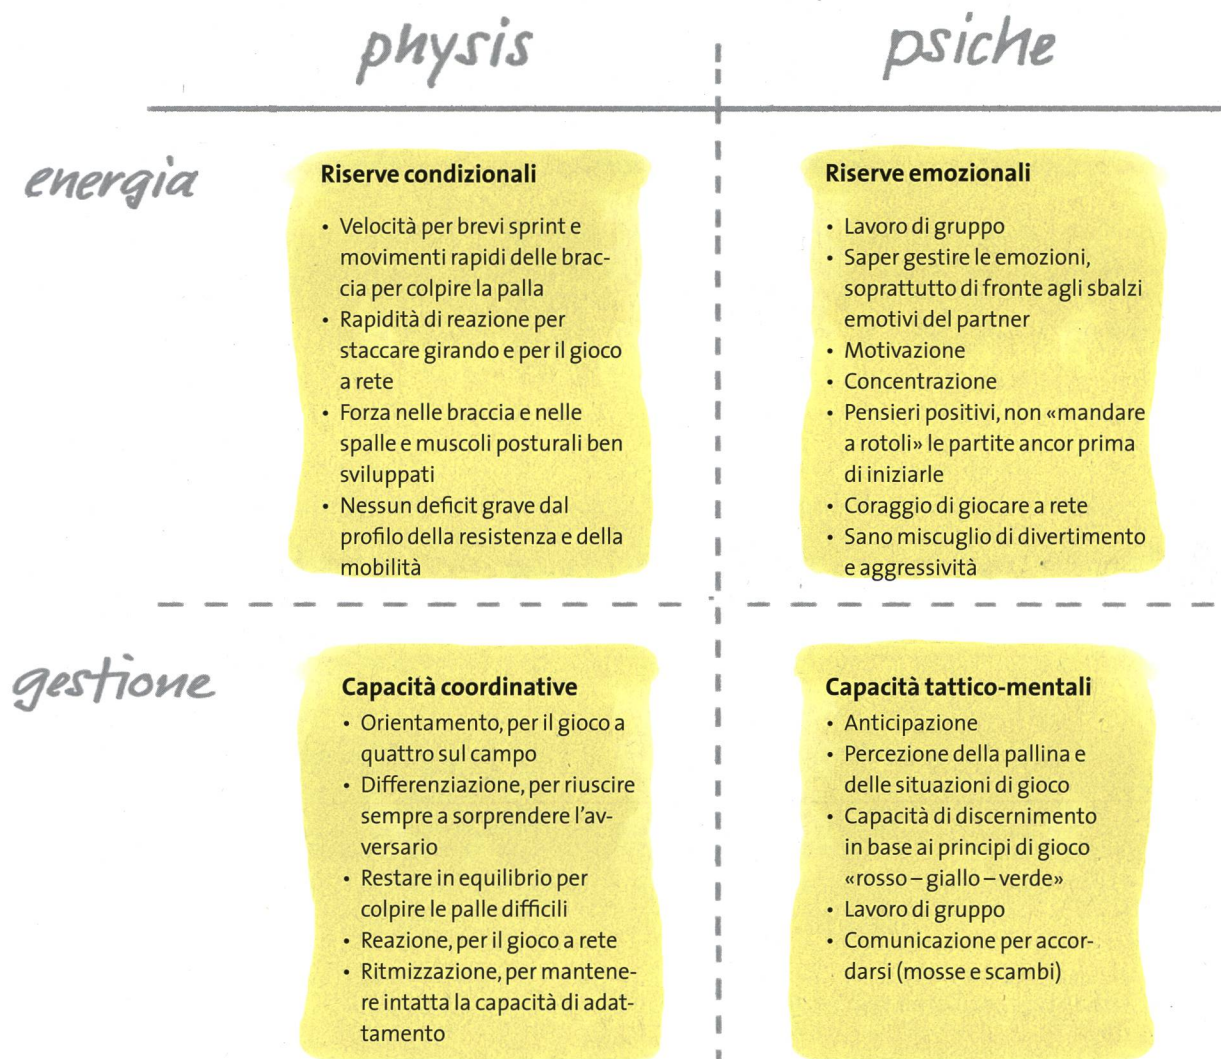 physis
psiche
energia
Riserve condizionali
• Velocità per brevi sprint e
movimenti rapidi delle brac-
cia per colpire la palla
• Rapidità di reazione per
staccare girando e per il gioco
a rete
• Forza nelle braccia e nelle
spalle e muscoli posturali ben
sviluppati
• Nessun deficit grave dal
profilo della resistenza e della
mobilità
Riserve emozionali
• Lavoro di gruppo
• Saper gestire le emozioni,
soprattutto di fronte agli sbalzi
emotivi del partner
• Motivazione
• Concentrazione
• Pensieri positivi, non «mandare
a rotoli» le partite ancor prima
di iniziarle
• Coraggio di giocare a rete
• Sano miscuglio di divertimento
e aggressività
gestione
Capacità coordinative
• Orientamento, per il gioco a
quattro sul campo
• Differenziazione, per riuscire
sempre a sorprendere l'av-
versario
• Restare in equilibrio per
colpire le palle difficili
• Reazione, per il gioco a rete
• Ritmizzazione, per mantene-
re intatta la capacità di adat-
tamento
Capacità tattico-mentali
• Anticipazione
• Percezione della pallina e
delle situazioni di gioco
• Capacità di discernimento
in base ai principi di gioco
«rosso – giallo – verde»
• Lavoro di gruppo
• Comunicazione per accor-
darsi (mosse e scambi)